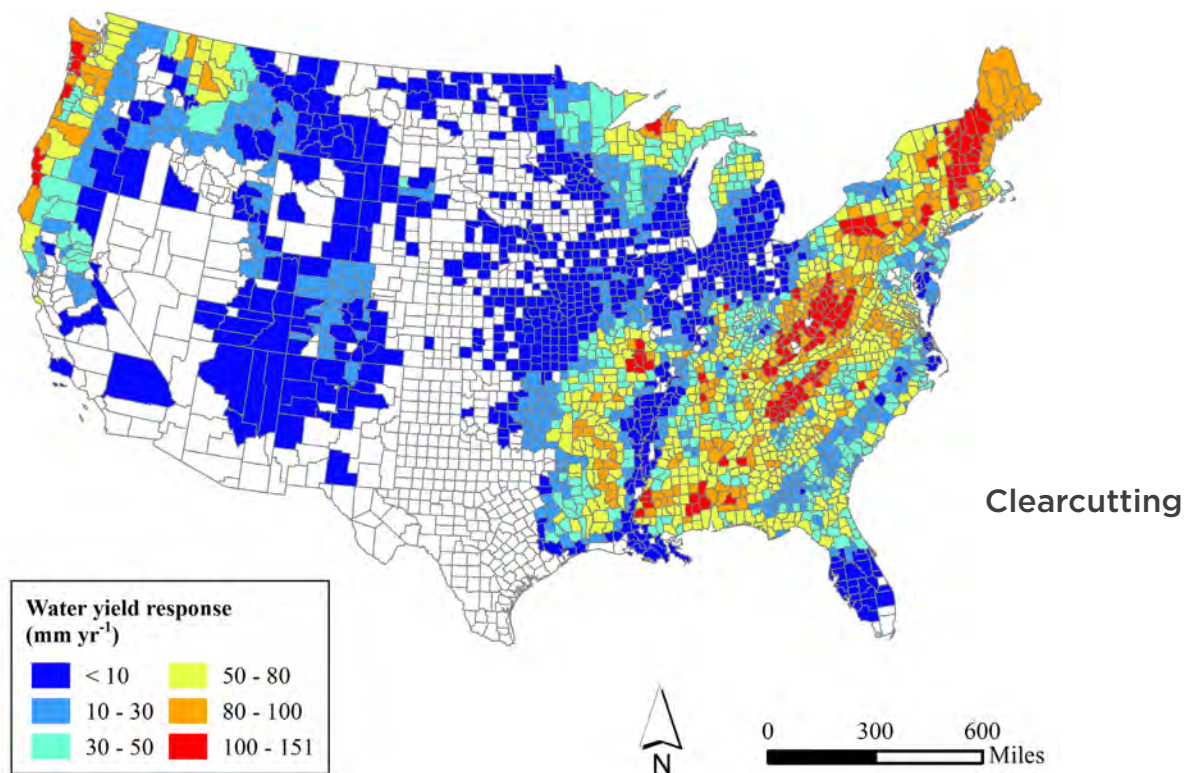 Clearcutting
Water yield response
(mm yr⁻¹)
< 10
50 - 80
10 - 30
80 - 100
30 - 50
100 - 151
N
0 300 600
Miles